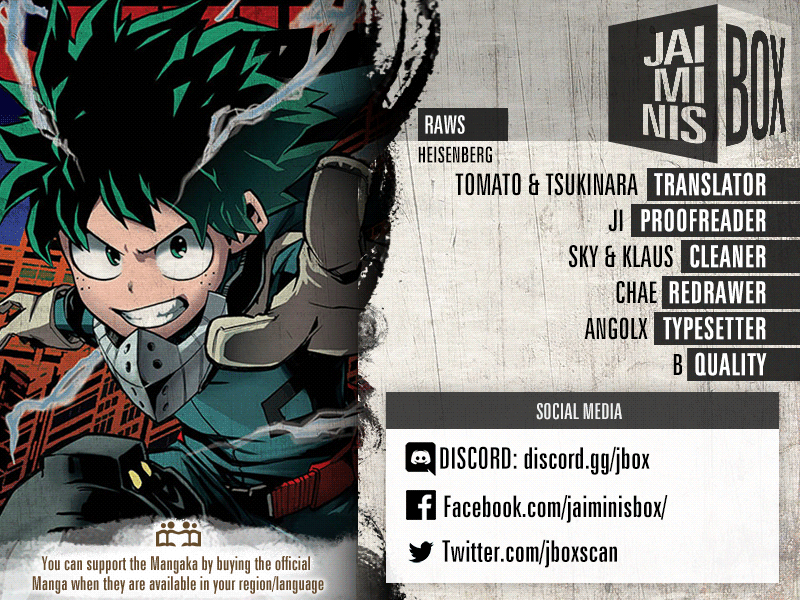 JAI
MI
NIS
BOX
RAWS
HEISENBERG
TOMATO & TSUKINARA TRANSLATOR
JI PROOFREADER
SKY & KLAUS CLEANER
CHAE REDRAWER
ANGOLX TYPESETTER
B QUALITY
SOCIAL MEDIA
DISCORD: discord.gg/jbox
Facebook.com/jaiminisbox/
Twitter.com/jboxscan
You can support the Mangaka by buying the official
Manga when they are available in your region/language